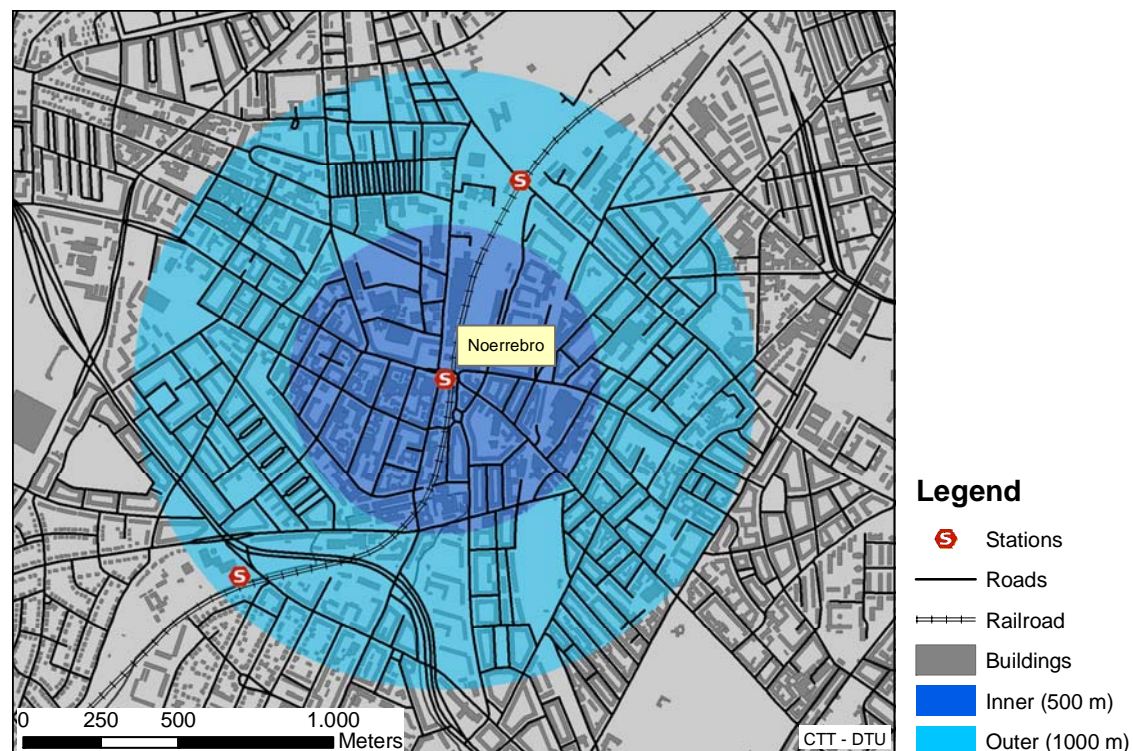 Noerrebro
0 250 500 1.000
Meters
CTT - DTU
Legend
S Stations
Roads
Railroad
Buildings
Inner (500 m)
Outer (1000 m)
S
S
S